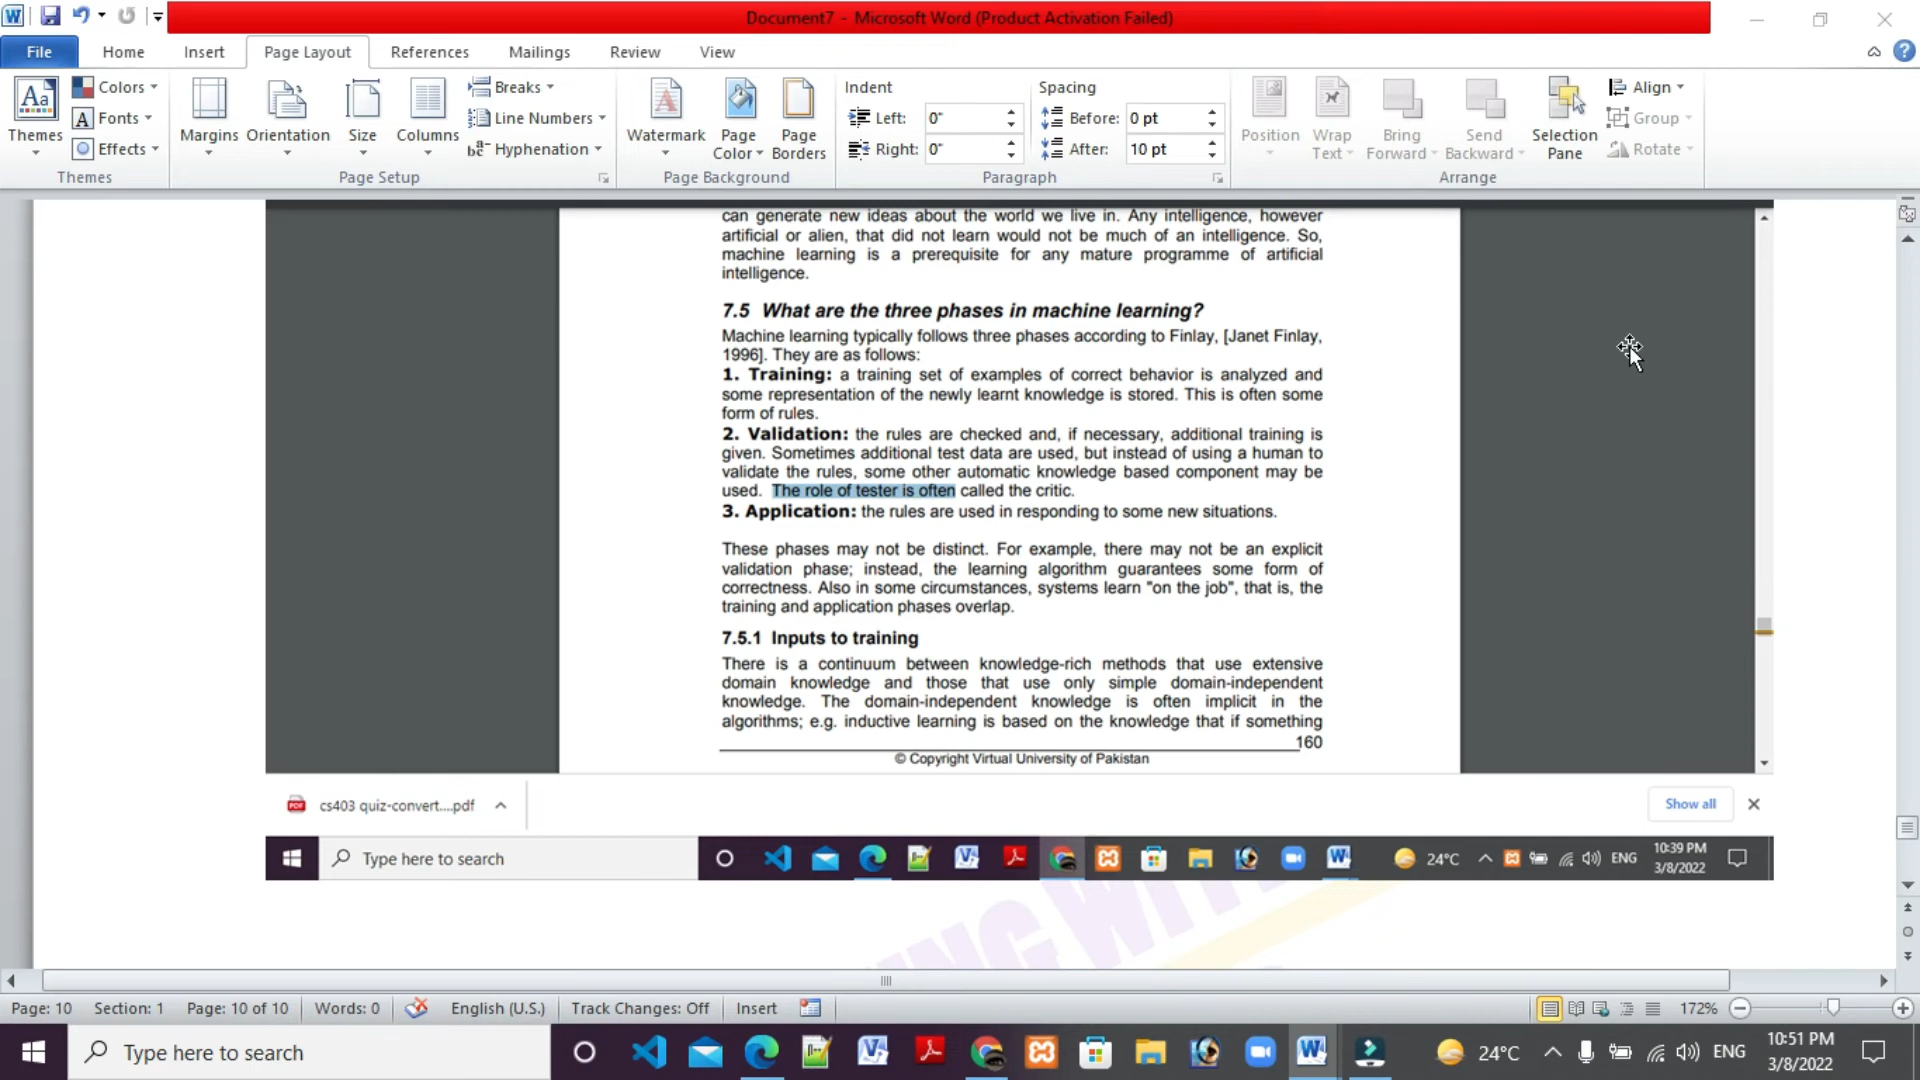 Document7 - Microsoft Word (Product Activation Failed)
File Home Insert Page Layout References Mailings Review View
Themes Colors Fonts Effects Themes
Margins Orientation Size Columns Breaks Line Numbers Hyphenation Page Setup
Watermark Page Color Page Borders Page Background
Indent Left: 0" Right: 0" Spacing Before: 0 pt After: 10 pt Paragraph
Position Wrap Text Bring Forward Send Backward Selection Pane Align Group Rotate Arrange
can generate new ideas about the world we live in. Any intelligence, however
artificial or alien, that did not learn would not be much of an intelligence. So,
machine learning is a prerequisite for any mature programme of artificial
intelligence.
7.5 What are the three phases in machine learning?
Machine learning typically follows three phases according to Finlay, [Janet Finlay,
1996]. They are as follows:
1. Training: a training set of examples of correct behavior is analyzed and
some representation of the newly learnt knowledge is stored. This is often some
form of rules.
2. Validation: the rules are checked and, if necessary, additional training is
given. Sometimes additional test data are used, but instead of using a human to
validate the rules, some other automatic knowledge based component may be
used. The role of tester is often called the critic.
3. Application: the rules are used in responding to some new situations.
These phases may not be distinct. For example, there may not be an explicit
validation phase; instead, the learning algorithm guarantees some form of
correctness. Also in some circumstances, systems learn "on the job", that is, the
training and application phases overlap.
7.5.1 Inputs to training
There is a continuum between knowledge-rich methods that use extensive
domain knowledge and those that use only simple domain-independent
knowledge. The domain-independent knowledge is often implicit in the
algorithms; e.g. inductive learning is based on the knowledge that if something
160
© Copyright Virtual University of Pakistan
cs403 quiz-convert....pdf Show all
Type here to search 24°C ENG 10:39 PM
3/8/2022
Page: 10 Section: 1 Page: 10 of 10 Words: 0 English (U.S.) Track Changes: Off Insert 172%
Type here to search 24°C ENG 10:51 PM
3/8/2022